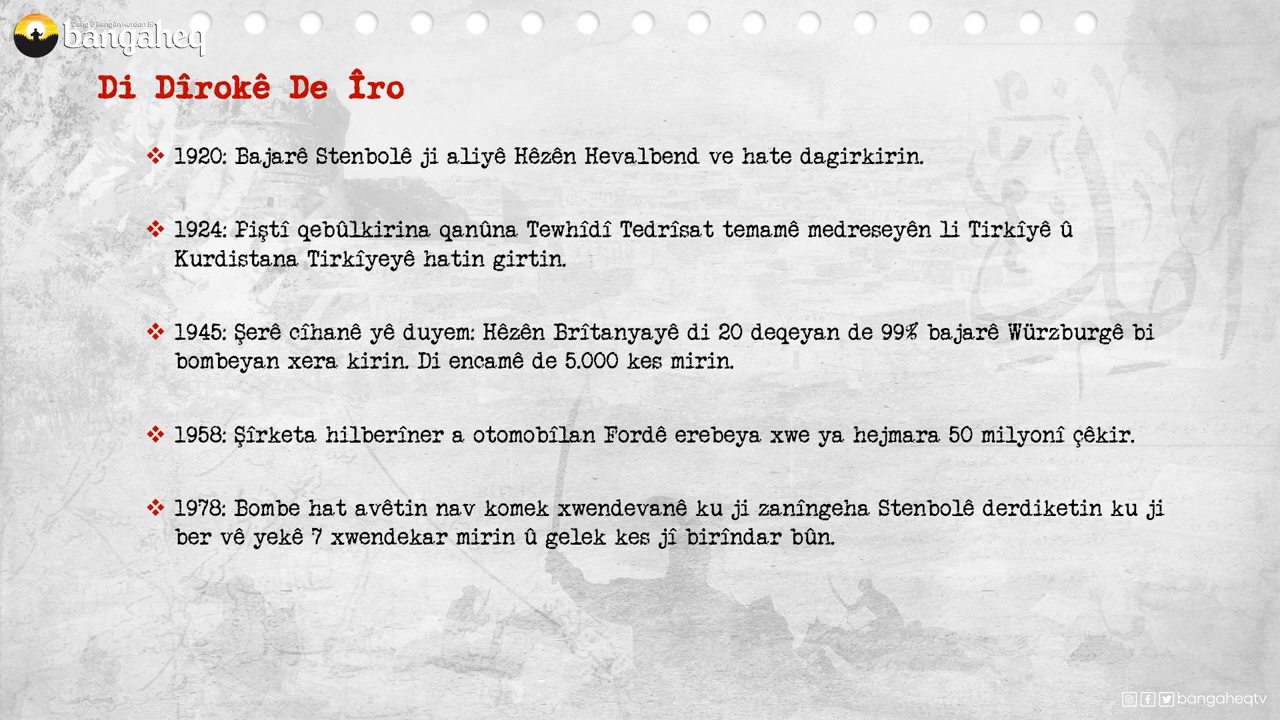 Deng Û Rengên Kurdan Bi
bangaheq
Di Dîrokê De Îro
❖ 1920: Bajarê Stenbolê ji aliyê Hêzên Hevalbend ve hate dagirkirin.
❖ 1924: Piştî qebûlkirina qanûna Tewhîdî Tedrîsat temamê medreseyên li Tirkîyê û
Kurdistana Tirkîyeyê hatin girtin.
❖ 1945: Şerê cîhanê yê duyem: Hêzên Brîtanyayê di 20 deqeyan de 99% bajarê Würzburgê bi
bombeyan xera kirin. Di encamê de 5.000 kes mirin.
❖ 1958: Şîrketa hilberîner a otomobîlan Fordê erebeya xwe ya hejmara 50 milyonî çêkir.
❖ 1978: Bombe hat avêtin nav komek xwendevanê ku ji zanîngeha Stenbolê derdiketin ku ji
ber vê yekê 7 xwendekar mirin û gelek kes jî birîndar bûn.
bangaheqtv